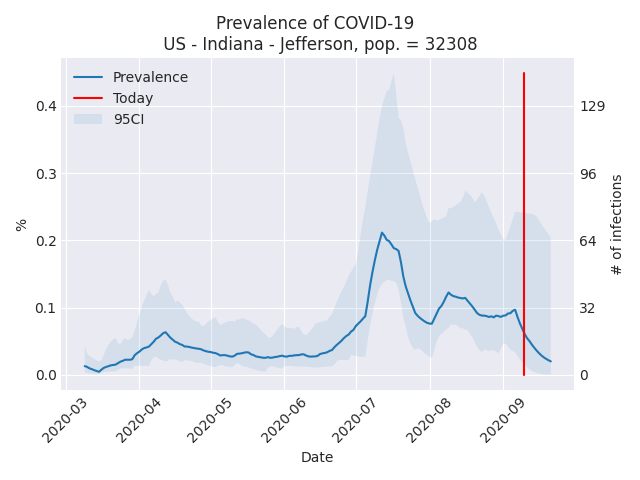 Prevalence of COVID-19
US - Indiana - Jefferson, pop. = 32308
Prevalence
Today
95CI
%
0.4
0.3
0.2
0.1
0.0
129
96
64
32
0
# of infections
2020-03
2020-04
2020-05
2020-06
2020-07
2020-08
2020-09
Date